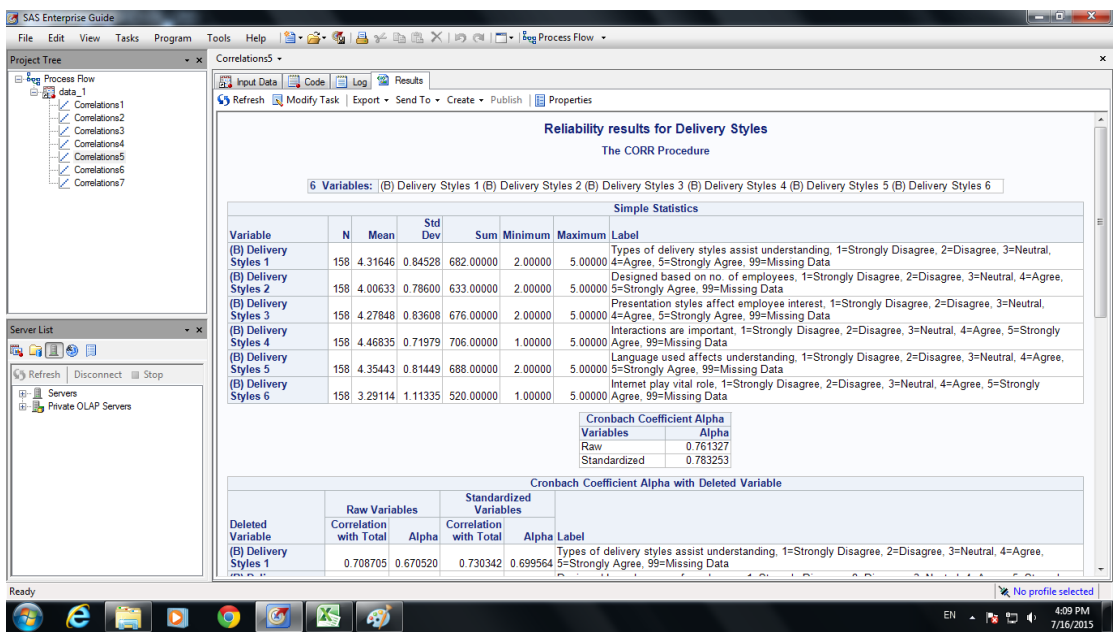 SAS Enterprise Guide
File Edit View Tasks Program Tools Help Process Flow
Project Tree
Process Flow
data_1
Correlations1
Correlations2
Correlations3
Correlations4
Correlations5
Correlations6
Correlations7
Server List
Refresh Disconnect Stop
Servers
Private OLAP Servers
Correlations5
Input Data Code Log Results
Refresh Modify Task Export Send To Create Publish Properties
Reliability results for Delivery Styles
The CORR Procedure
6 Variables: (B) Delivery Styles 1 (B) Delivery Styles 2 (B) Delivery Styles 3 (B) Delivery Styles 4 (B) Delivery Styles 5 (B) Delivery Styles 6
Simple Statistics
Std
Variable N Mean Dev Sum Minimum Maximum Label
(B) Delivery Types of delivery styles assist understanding, 1=Strongly Disagree, 2=Disagree, 3=Neutral,
Styles 1 158 4.31646 0.84528 682.00000 2.00000 5.00000 4=Agree, 5=Strongly Agree, 99=Missing Data
(B) Delivery Designed based on no. of employees, 1=Strongly Disagree, 2=Disagree, 3=Neutral, 4=Agree,
Styles 2 158 4.00633 0.78600 633.00000 2.00000 5.00000 5=Strongly Agree, 99=Missing Data
(B) Delivery Presentation styles affect employee interest, 1=Strongly Disagree, 2=Disagree, 3=Neutral,
Styles 3 158 4.27848 0.83608 676.00000 2.00000 5.00000 4=Agree, 5=Strongly Agree, 99=Missing Data
(B) Delivery Interactions are important, 1=Strongly Disagree, 2=Disagree, 3=Neutral, 4=Agree, 5=Strongly
Styles 4 158 4.46835 0.71979 706.00000 1.00000 5.00000 Agree, 99=Missing Data
(B) Delivery Language used affects understanding, 1=Strongly Disagree, 2=Disagree, 3=Neutral, 4=Agree,
Styles 5 158 4.35443 0.81449 688.00000 2.00000 5.00000 5=Strongly Agree, 99=Missing Data
(B) Delivery Internet play vital role, 1=Strongly Disagree, 2=Disagree, 3=Neutral, 4=Agree, 5=Strongly
Styles 6 158 3.29114 1.11335 520.00000 1.00000 5.00000 Agree, 99=Missing Data
Cronbach Coefficient Alpha
Variables Alpha
Raw 0.761327
Standardized 0.783253
Cronbach Coefficient Alpha with Deleted Variable
Standardized
Raw Variables Variables
Deleted Correlation Correlation
Variable with Total Alpha with Total Alpha Label
(B) Delivery Types of delivery styles assist understanding, 1=Strongly Disagree, 2=Disagree, 3=Neutral, 4=Agree,
Styles 1 0.708705 0.670520 0.730342 0.699564 5=Strongly Agree, 99=Missing Data
Ready
No profile selected
EN
4:09 PM
7/16/2015